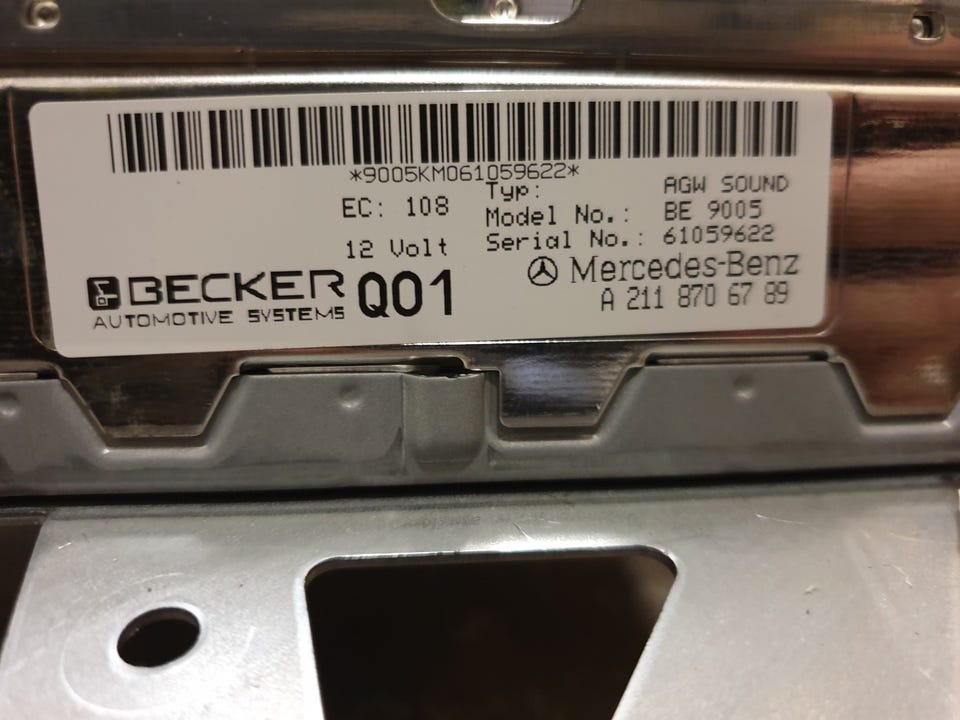 *9005KM061059622*
EC: 108
12 Volt
Typ: AGW SOUND
Model No.: BE 9005
Serial No.: 61059622
BECKER
AUTOMOTIVE SYSTEMS
Q01
Mercedes-Benz
A 211 870 67 89